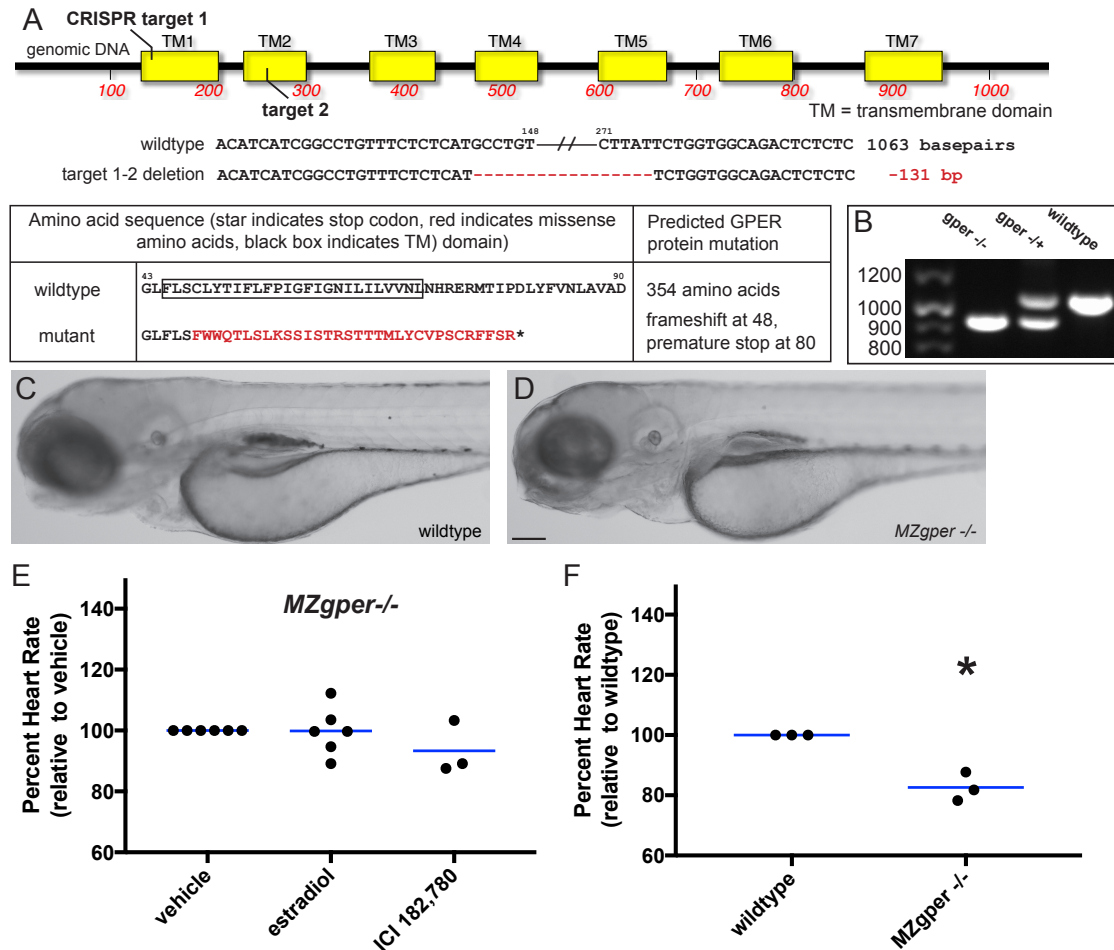 A
CRISPR target 1
genomic DNA
TM1 TM2 TM3 TM4 TM5 TM6 TM7
target 2
100 200 300 400 500 600 700 800 900 1000
TM = transmembrane domain
148 271
wildtype ACATCATCGGCCTGTTTCTCTCATGCCTGT—//—CTTATTCTGGTGGCAGACTCTCTC 1063 basepairs
target 1-2 deletion ACATCATCGGCCTGTTTCTCTCAT------------------TCTGGTGGCAGACTCTCTC -131 bp
Amino acid sequence (star indicates stop codon, red indicates missense
amino acids, black box indicates TM) domain)
Predicted GPER
protein mutation
43 90
wildtype GLFLSCLYTIFLFPIGFIGNILILVVNLNHRERMTIPDLYFVNLAVAD 354 amino acids
mutant GLFLSFWWQTLSLKSSISTRSTTTMLYCVPSCRFFSR*
frameshift at 48,
premature stop at 80
B
gper -/- gper -/+ wildtype
1200
1000
900
800
C
wildtype
D
MZgper -/-
E
MZgper-/-
Percent Heart Rate
(relative to vehicle)
140
120
100
80
60
vehicle estradiol ICI 182,780
F
Percent Heart Rate
(relative to wildtype)
140
120
100
80
60
*
wildtype MZgper -/-